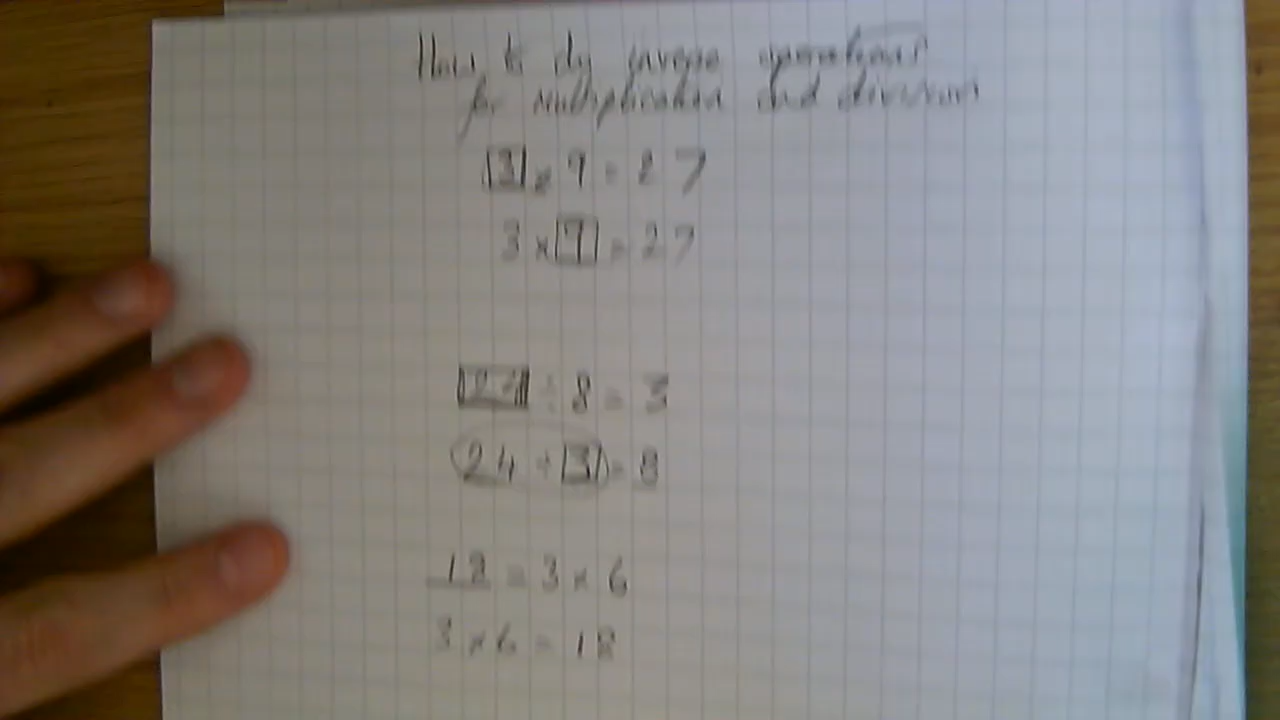 How to do inverse operations
for multiplication and division
3 × 9 = 27
3 × 9 = 27
24 ÷ 8 = 3
24 ÷ 3 = 8
18 = 3 × 6
3 × 6 = 18